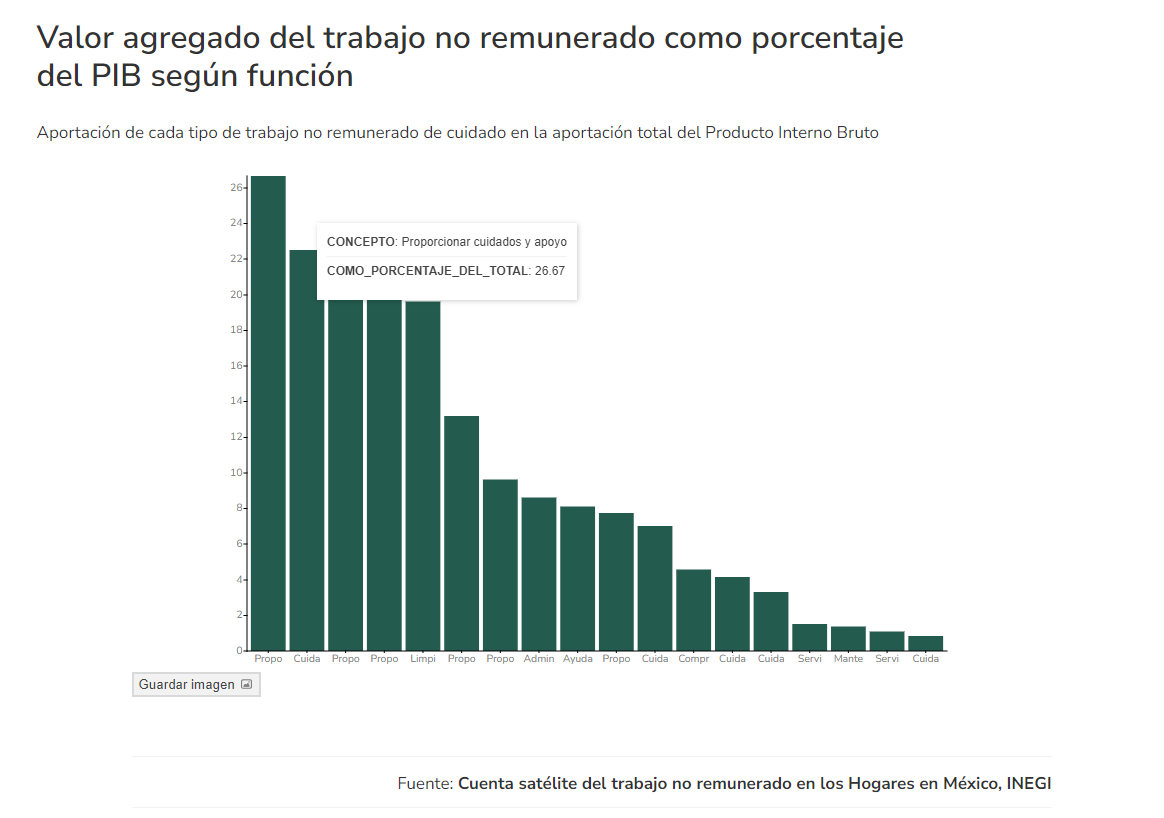 Valor agregado del trabajo no remunerado como porcentaje
del PIB según función
Aportación de cada tipo de trabajo no remunerado de cuidado en la aportación total del Producto Interno Bruto
26
24
CONCEPTO: Proporcionar cuidados y apoyo
22
COMO_PORCENTAJE_DEL_TOTAL: 26.67
20
18
16
14
12
10
8
6
4
2
0
Propo Cuida Propo Propo Limpi Propo Propo Admin Ayuda Propo Cuida Compr Cuida Cuida Servi Mante Servi Cuida
Guardar imagen
Fuente: Cuenta satélite del trabajo no remunerado en los Hogares en México, INEGI